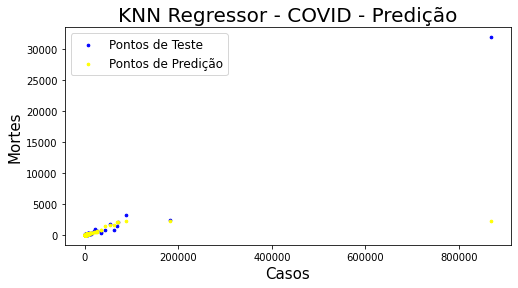 KNN Regressor - COVID - Predição
Pontos de Teste
Pontos de Predição
Mortes
30000
25000
20000
15000
10000
5000
0
0
200000
400000
600000
800000
Casos